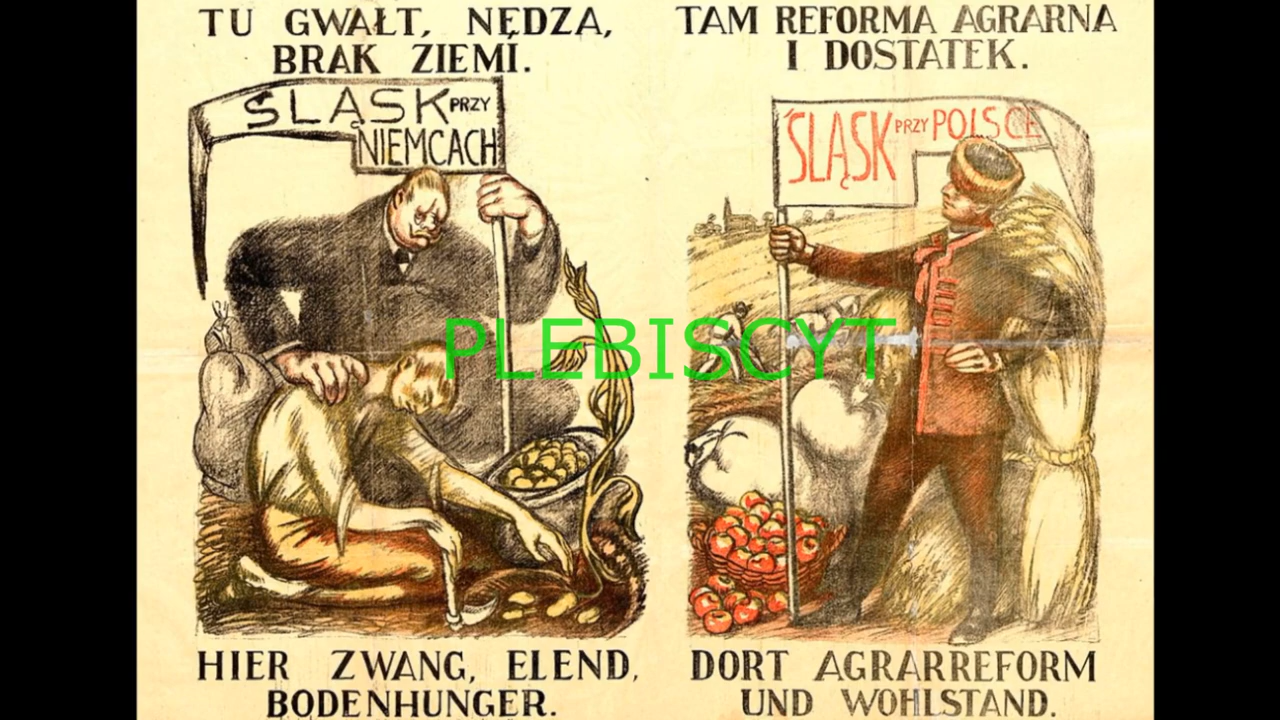 TU GWAŁT, NĘDZA,
BRAK ZIEMI.
ŚLĄSK PRZY
NIEMCACH
TAM REFORMA AGRARNA
I DOSTATEK.
ŚLĄSK PRZY POLSCE
PLEBISCYT
HIER ZWANG, ELEND,
BODENHUNGER.
DORT AGRARREFORM
UND WOHLSTAND.